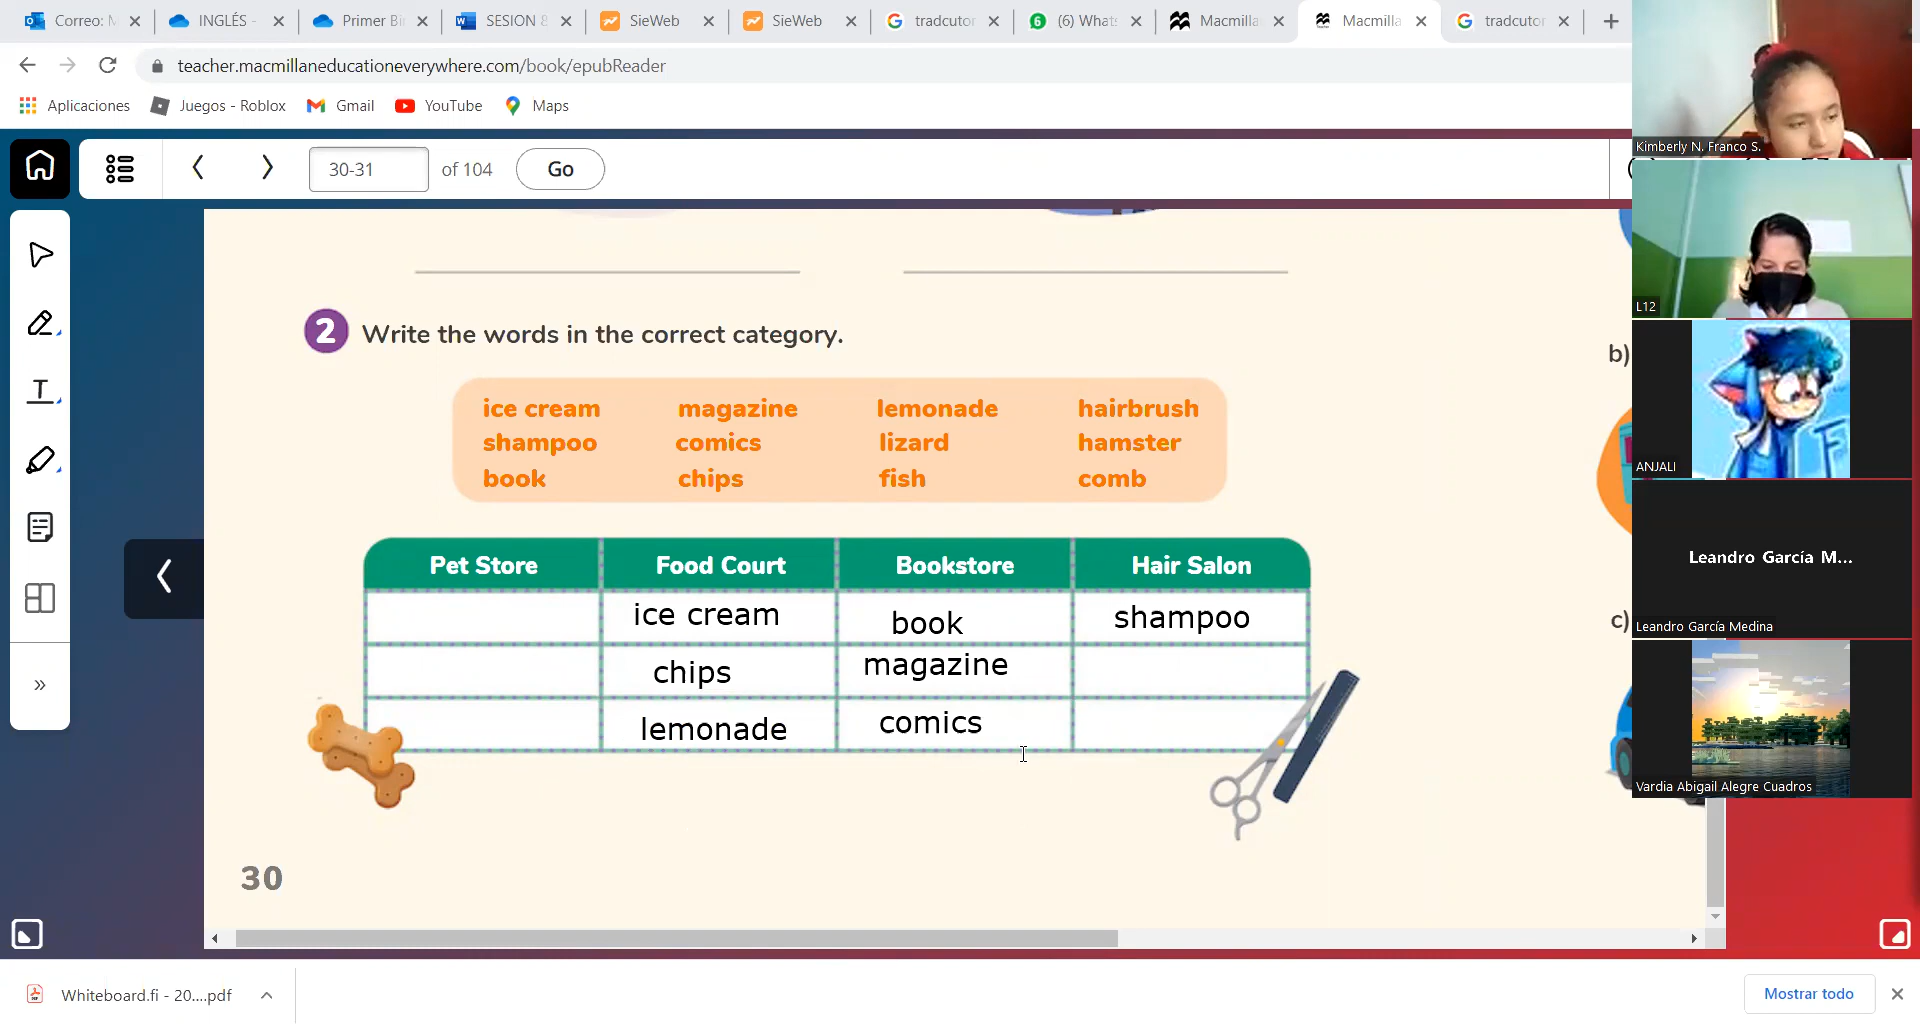 Correo: M
INGLÉS -
Primer Bi
SESION 8
SieWeb
SieWeb
tradcutor
(6) Whats
Macmilla
Macmilla
tradcutor
teacher.macmillaneducationeverywhere.com/book/epubReader
Aplicaciones
Juegos - Roblox
Gmail
YouTube
Maps
30-31
of 104
Go
2 Write the words in the correct category.
ice cream magazine lemonade hairbrush
shampoo comics lizard hamster
book chips fish comb
Pet Store Food Court Bookstore Hair Salon
ice cream book shampoo
chips magazine
lemonade comics
30
b)
c)
Kimberly N. Franco S.
L12
ANJALI
Leandro García M...
Leandro García Medina
Vardia Abigail Alegre Cuadros
Whiteboard.fi - 20....pdf
Mostrar todo